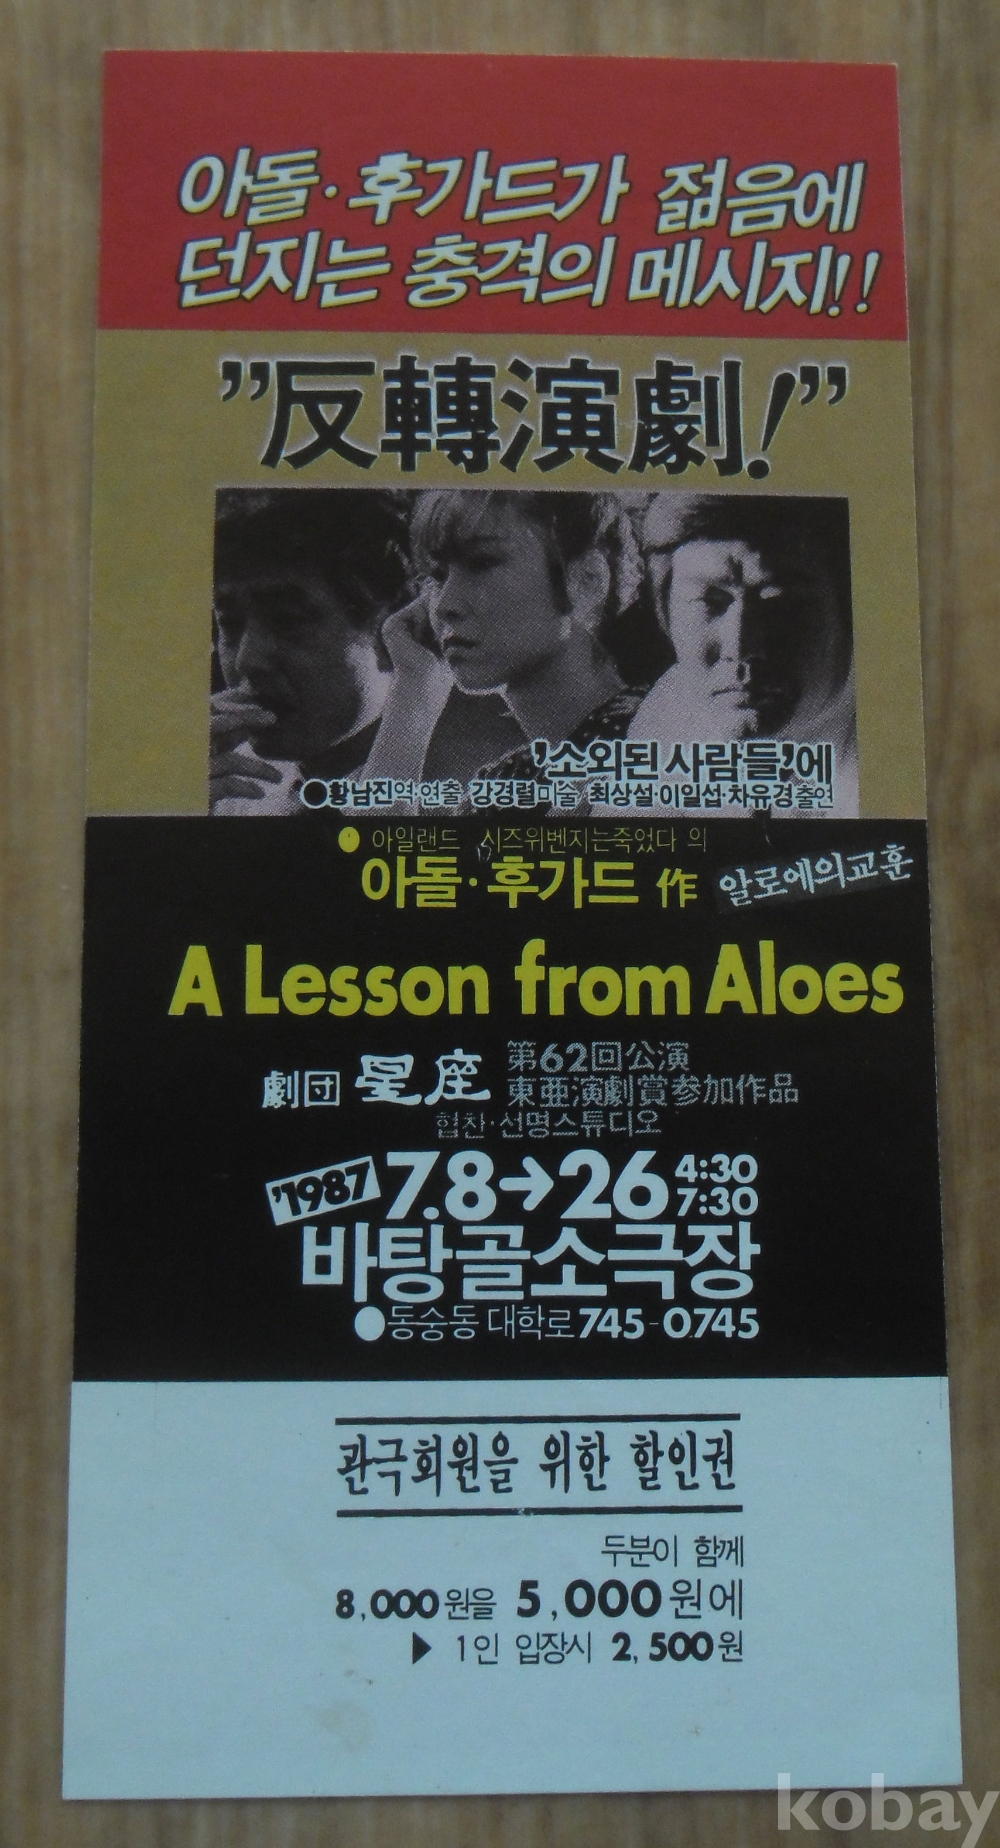 아돌·후가드가 젊음에
던지는 충격의 메시지!!
”反轉演劇!”
'소외된 사람들'에
●황남진역·연출 강경렬미술 최상설·이일섭·차유경출연
● 아일랜드 시즈위벤지는죽었다 의
아돌·후가드 作 알로에의교훈
A Lesson from Aloes
劇団 星座 第62回公演
東亜演劇賞参加作品
협찬·선명스튜디오
'1987 7.8→26 4:30
7:30
바탕골소극장
●동숭동 대학로 745-0745
관극회원을 위한 할인권
두분이 함께
8,000원을 5,000원에
▶ 1인 입장시 2,500원
kobay